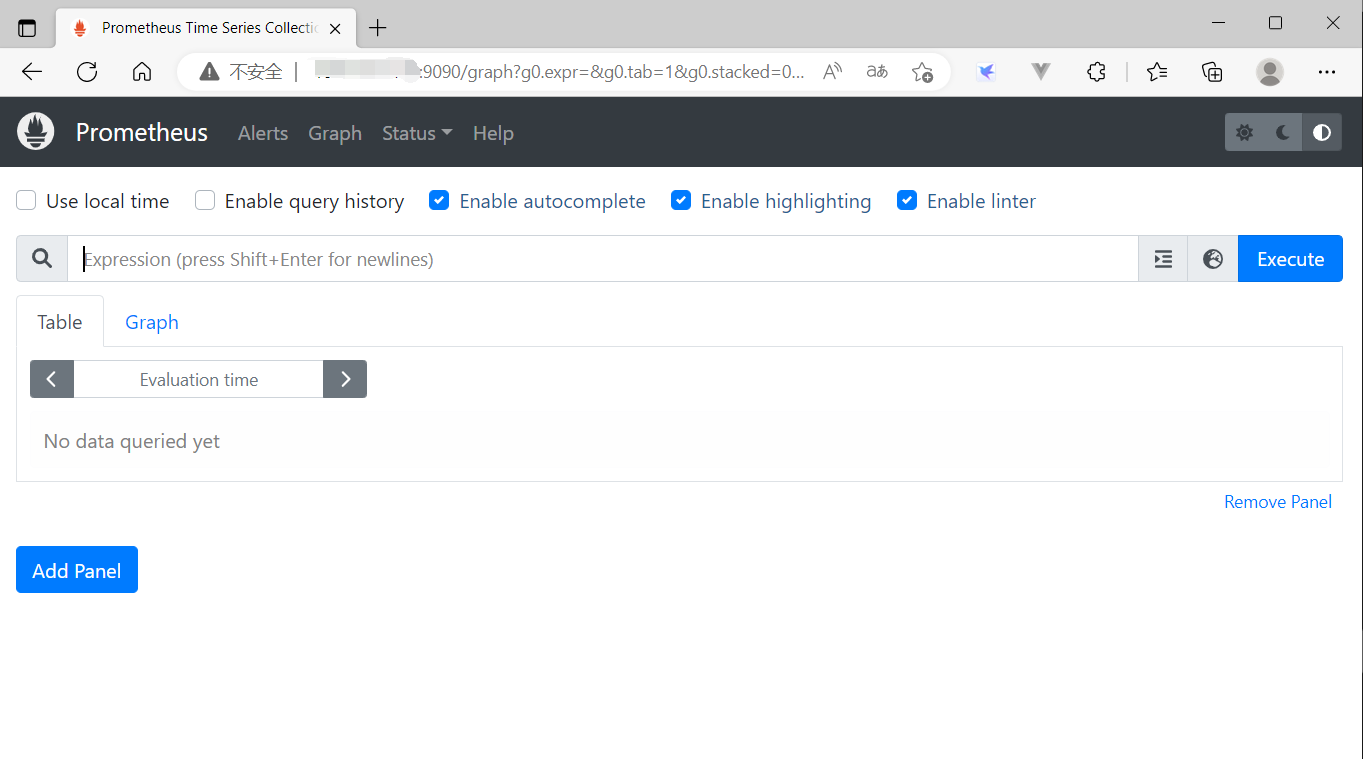 Prometheus Time Series Collectio
不安全 | :9090/graph?g0.expr=&g0.tab=1&g0.stacked=0...
Prometheus Alerts Graph Status Help
Use local time Enable query history Enable autocomplete Enable highlighting Enable linter
Expression (press Shift+Enter for newlines) Execute
Table Graph
Evaluation time
No data queried yet
Remove Panel
Add Panel